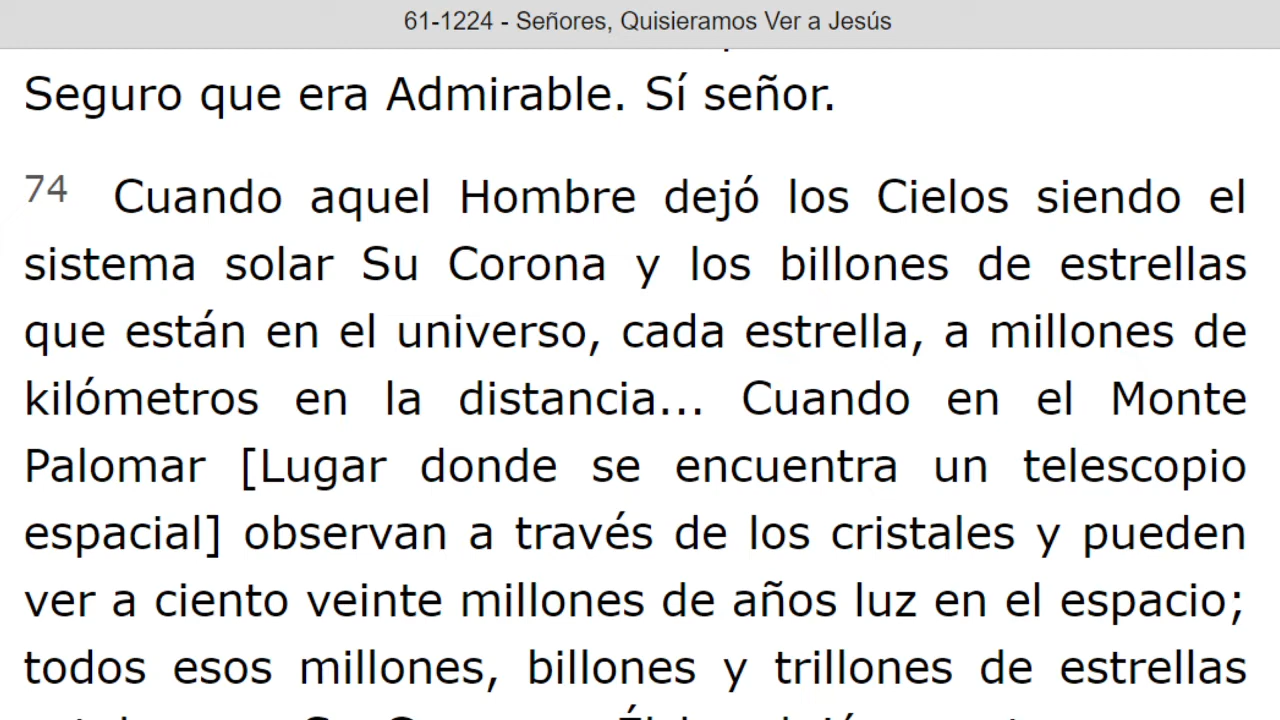 61-1224 - Señores, Quisieramos Ver a Jesús
Seguro que era Admirable. Sí señor.
74 Cuando aquel Hombre dejó los Cielos siendo el
sistema solar Su Corona y los billones de estrellas
que están en el universo, cada estrella, a millones de
kilómetros en la distancia... Cuando en el Monte
Palomar [Lugar donde se encuentra un telescopio
espacial] observan a través de los cristales y pueden
ver a ciento veinte millones de años luz en el espacio;
todos esos millones, billones y trillones de estrellas